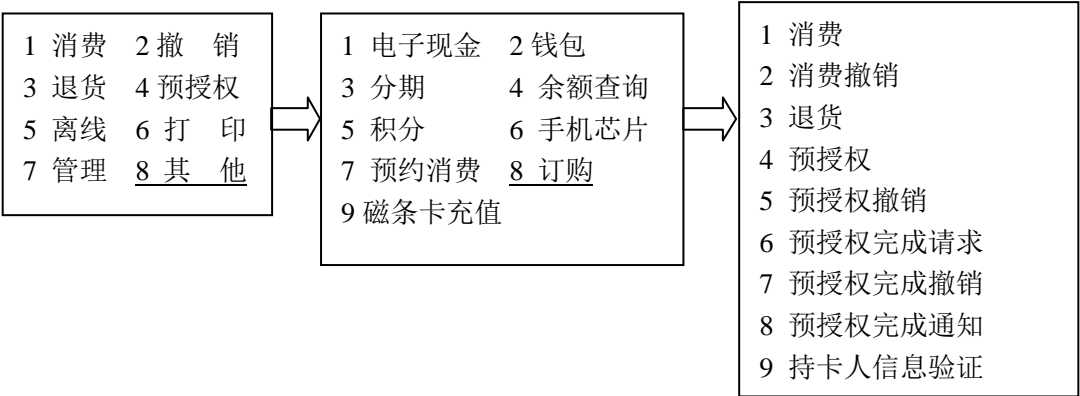 1 消费 2 撤 销
3 退货 4 预授权
5 离线 6 打 印
7 管理 8 其 他
1 电子现金 2 钱包
3 分期 4 余额查询
5 积分 6 手机芯片
7 预约消费 8 订购
9 磁条卡充值
1 消费
2 消费撤销
3 退货
4 预授权
5 预授权撤销
6 预授权完成请求
7 预授权完成撤销
8 预授权完成通知
9 持卡人信息验证